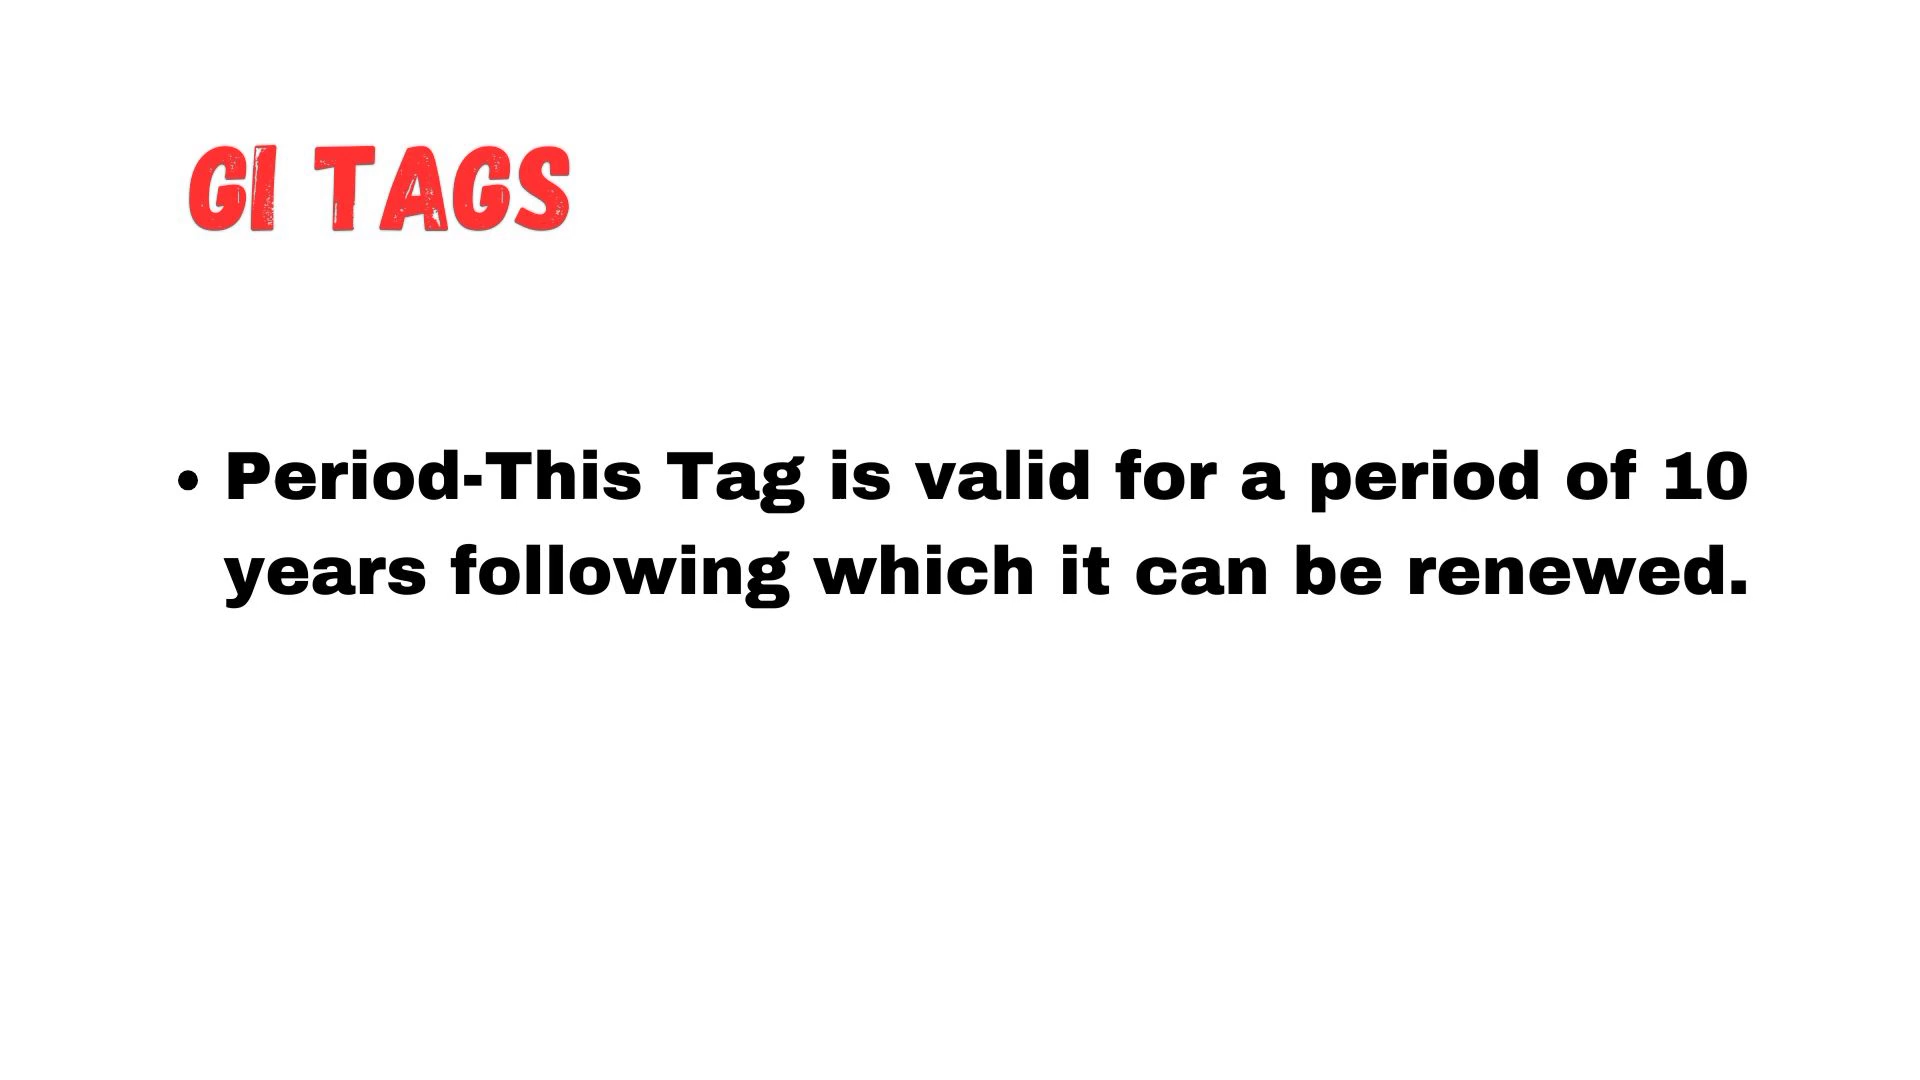 GI TAGS
• Period-This Tag is valid for a period of 10
years following which it can be renewed.